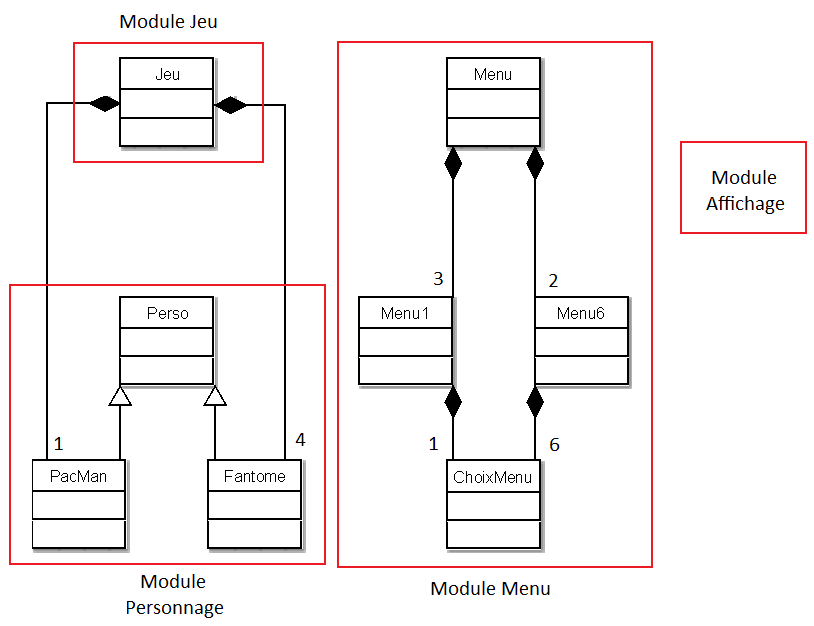 Module Jeu
Jeu
Menu
Module
Affichage
3
2
Perso
Menu1
Menu6
1
4
1
6
PacMan
Fantome
ChoixMenu
Module
Personnage
Module Menu